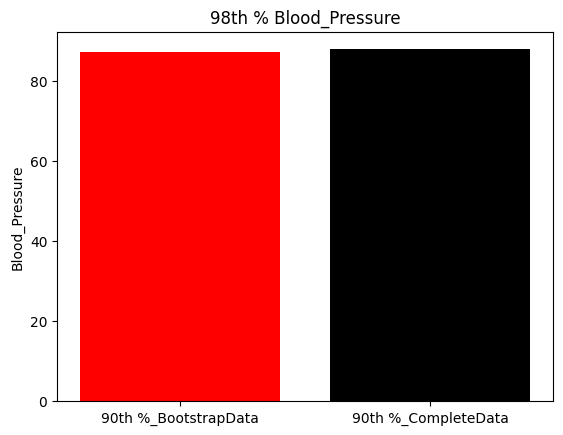 98th % Blood_Pressure
Blood_Pressure
80
60
40
20
0
90th %_BootstrapData
90th %_CompleteData